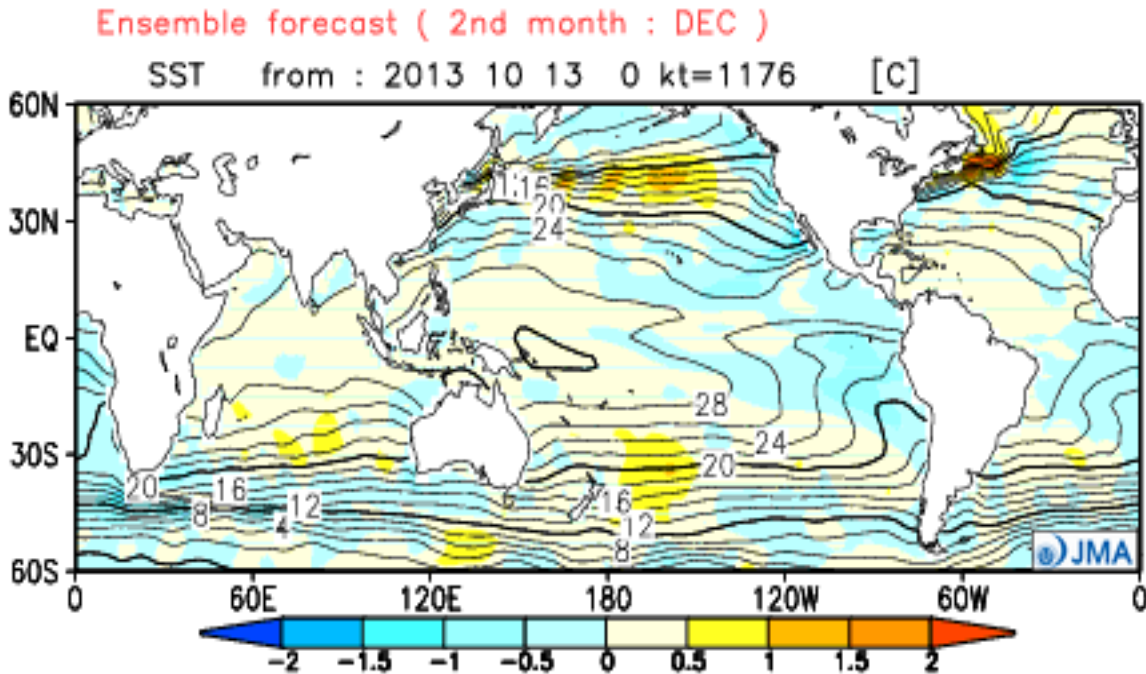 Ensemble forecast ( 2nd month : DEC )
SST from : 2013 10 13 0 kt=1176 [C]
60N
30N
EQ
30S
60S
16
20
24
28
24
20
20
16
12
8
4
16
12
8
JMA
0 60E 120E 180 120W 60W 0
-2 -1.5 -1 -0.5 0 0.5 1 1.5 2